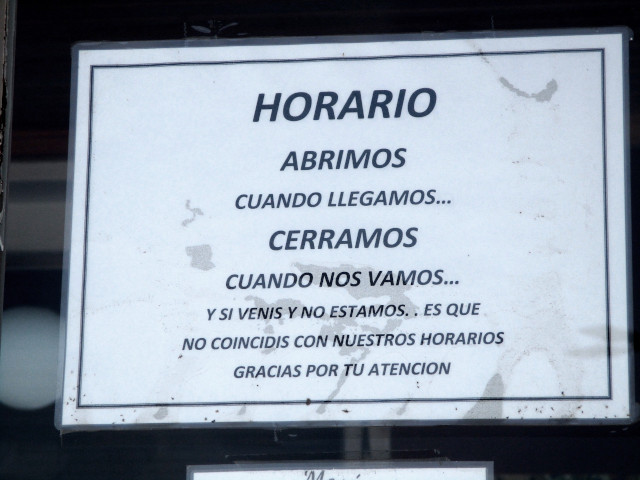 HORARIO
ABRIMOS
CUANDO LLEGAMOS...
CERRAMOS
CUANDO NOS VAMOS...
Y SI VENIS Y NO ESTAMOS. . ES QUE
NO COINCIDIS CON NUESTROS HORARIOS
GRACIAS POR TU ATENCION